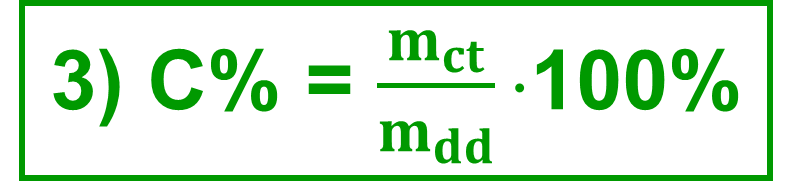 3) C% = m_ct / m_dd ·100%